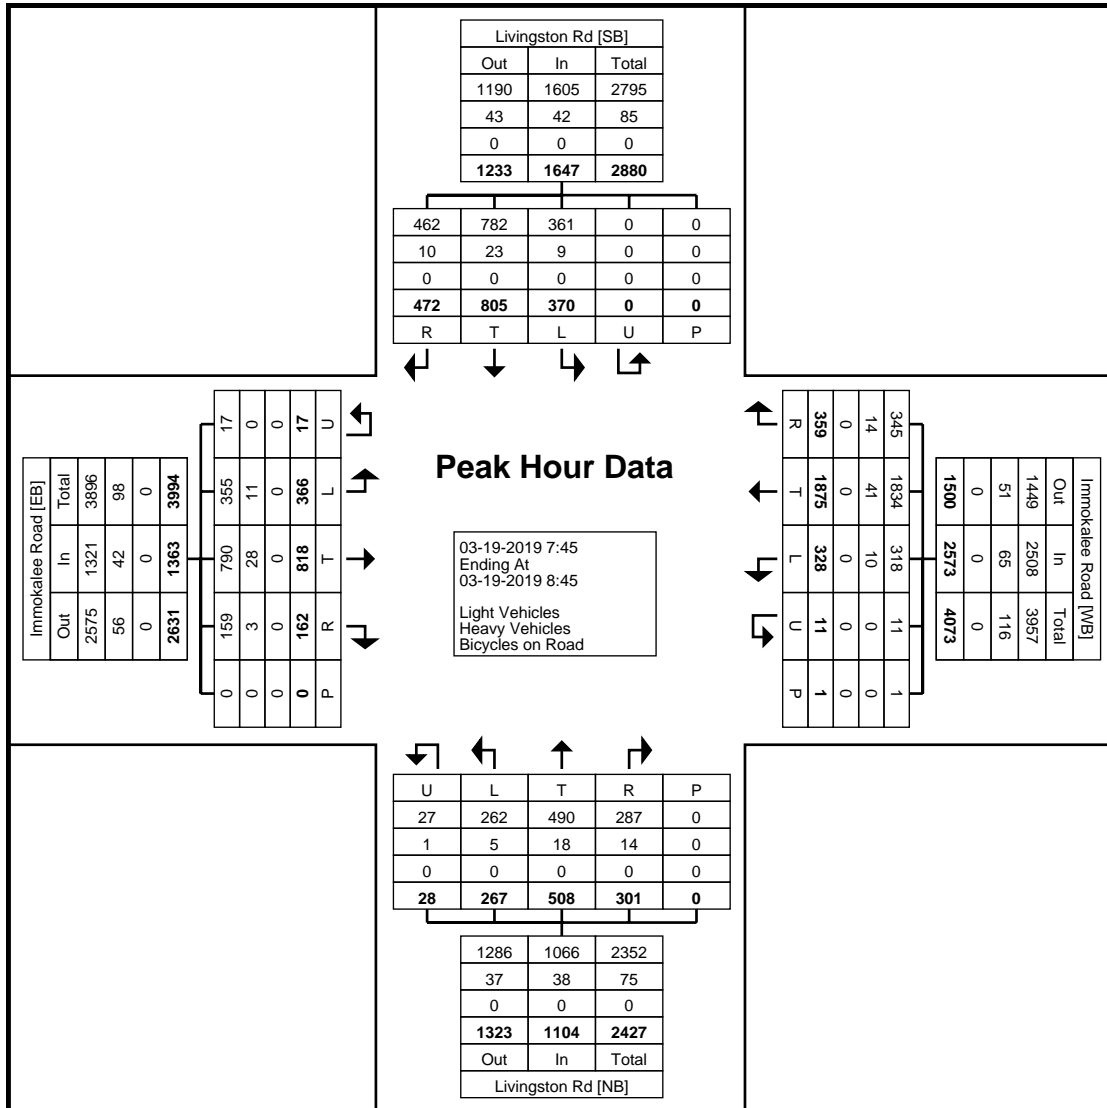 Livingston Rd [SB]
Out In Total
1190 1605 2795
43 42 85
0 0 0
1233 1647 2880
462 782 361 0 0
10 23 9 0 0
0 0 0 0 0
472 805 370 0 0
R T L U P
Immokalee Road [EB]
Total In Out
3896 1321 2575
98 42 56
0 0 0
3994 1363 2631
17 355 790 159 0
0 11 28 3 0
0 0 0 0 0
17 366 818 162 0
U L T R P
Peak Hour Data
03-19-2019 7:45
Ending At
03-19-2019 8:45
Light Vehicles
Heavy Vehicles
Bicycles on Road
Immokalee Road [WB]
Out In Total
1449 2508 3957
51 65 116
0 0 0
1500 2573 4073
345 1834 318 11 1
14 41 10 0 0
0 0 0 0 0
359 1875 328 11 1
R T L U P
U L T R P
27 262 490 287 0
1 5 18 14 0
0 0 0 0 0
28 267 508 301 0
1286 1066 2352
37 38 75
0 0 0
1323 1104 2427
Out In Total
Livingston Rd [NB]